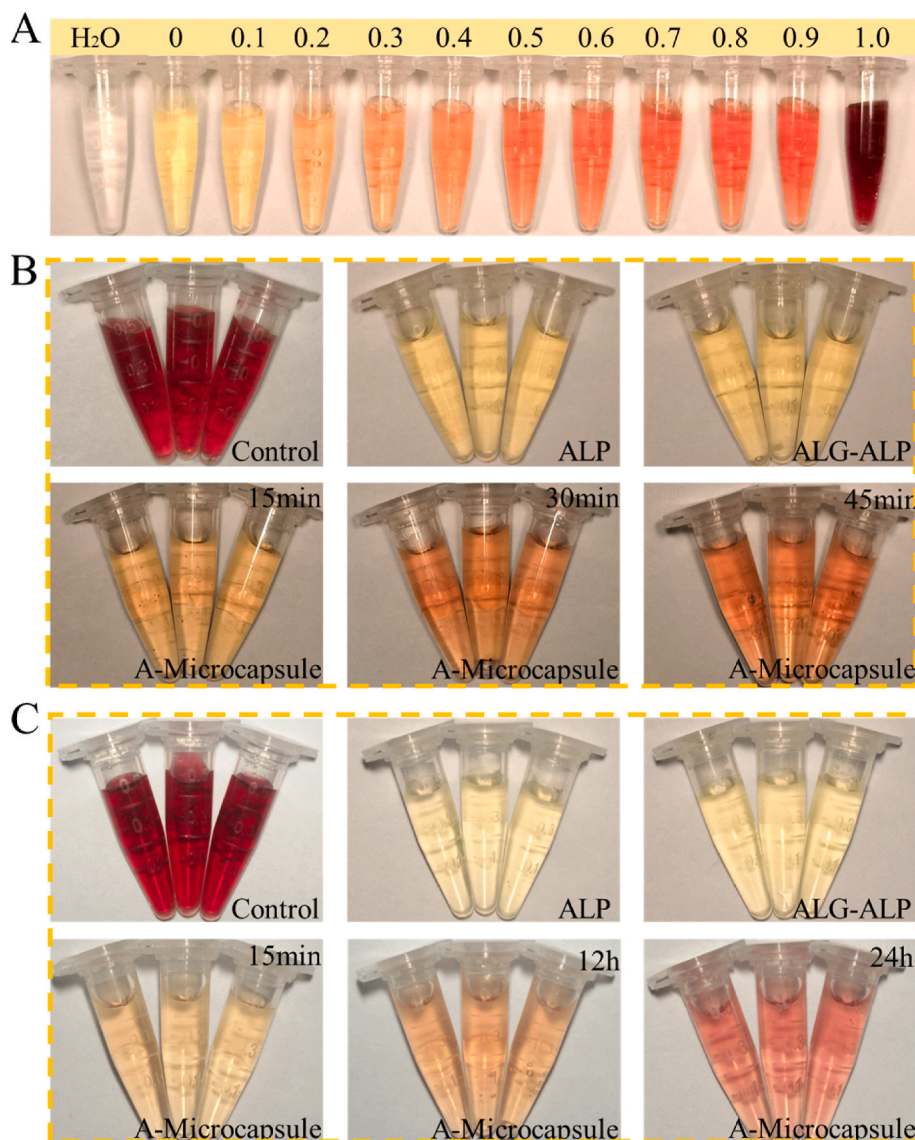 A
H₂O 0 0.1 0.2 0.3 0.4 0.5 0.6 0.7 0.8 0.9 1.0
B
Control
ALP
ALG-ALP
15min
A-Microcapsule
30min
A-Microcapsule
45min
A-Microcapsule
C
Control
ALP
ALG-ALP
15min
A-Microcapsule
12h
A-Microcapsule
24h
A-Microcapsule